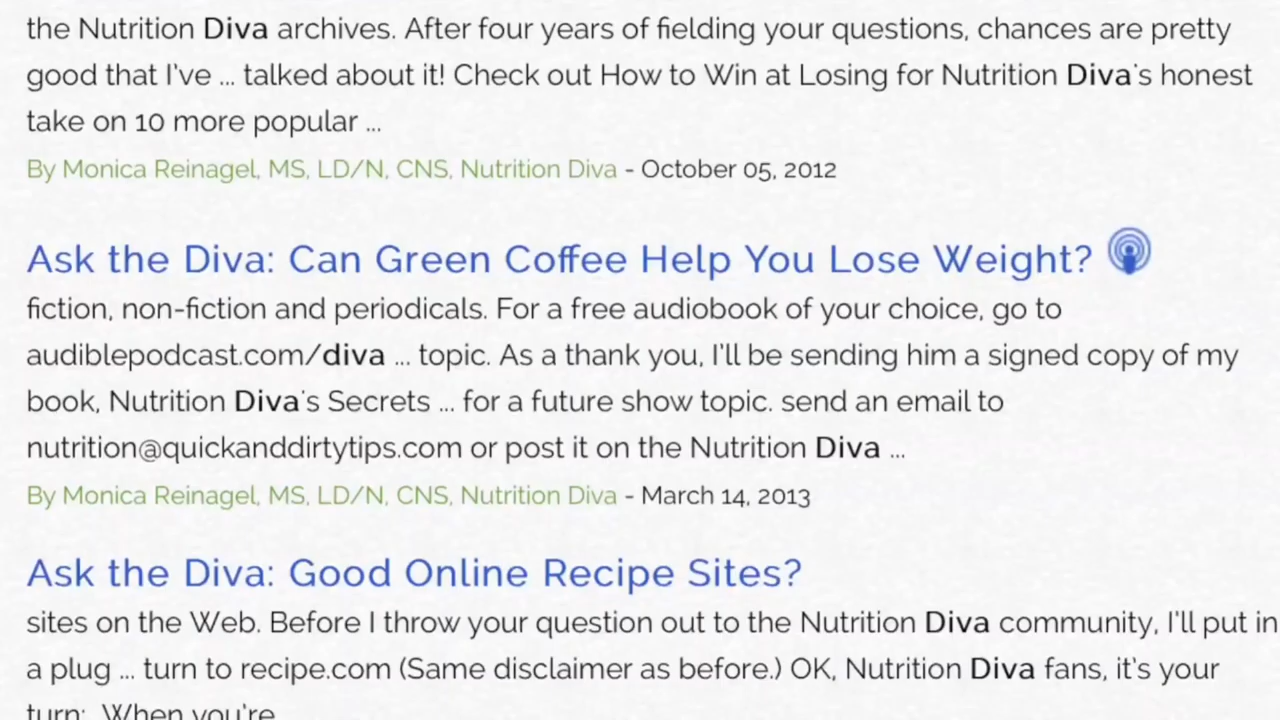 the Nutrition Diva archives. After four years of fielding your questions, chances are pretty
good that I've ... talked about it! Check out How to Win at Losing for Nutrition Diva's honest
take on 10 more popular ...
By Monica Reinagel, MS, LD/N, CNS, Nutrition Diva - October 05, 2012
Ask the Diva: Can Green Coffee Help You Lose Weight?
fiction, non-fiction and periodicals. For a free audiobook of your choice, go to
audiblepodcast.com/diva ... topic. As a thank you, I'll be sending him a signed copy of my
book, Nutrition Diva's Secrets ... for a future show topic. send an email to
nutrition@quickanddirtytips.com or post it on the Nutrition Diva ...
By Monica Reinagel, MS, LD/N, CNS, Nutrition Diva - March 14, 2013
Ask the Diva: Good Online Recipe Sites?
sites on the Web. Before I throw your question out to the Nutrition Diva community, I'll put in
a plug ... turn to recipe.com (Same disclaimer as before.) OK, Nutrition Diva fans, it's your
turn: When you're